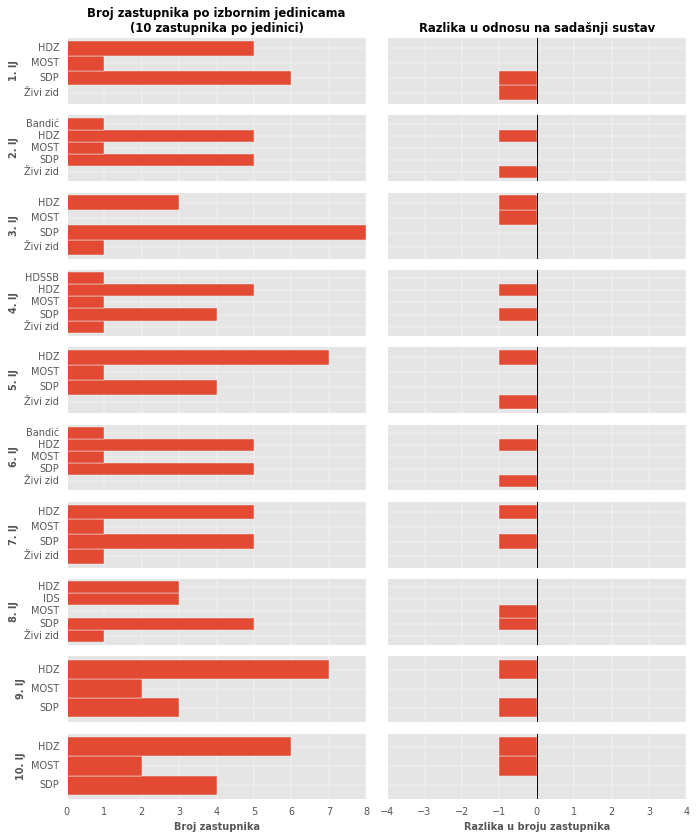 Broj zastupnika po izbornim jedinicama
(10 zastupnika po jedinici)
Razlika u odnosu na sadašnji sustav
1. IJ
HDZ
MOST
SDP
Živi zid
2. IJ
Bandić
HDZ
MOST
SDP
Živi zid
3. IJ
HDZ
MOST
SDP
Živi zid
4. IJ
HDSSB
HDZ
MOST
SDP
Živi zid
5. IJ
HDZ
MOST
SDP
Živi zid
6. IJ
Bandić
HDZ
MOST
SDP
Živi zid
7. IJ
HDZ
MOST
SDP
Živi zid
8. IJ
HDZ
IDS
MOST
SDP
Živi zid
9. IJ
HDZ
MOST
SDP
10. IJ
HDZ
MOST
SDP
0 1 2 3 4 5 6 7 8
−4 −3 −2 −1 0 1 2 3 4
Broj zastupnika
Razlika u broju zastupnika